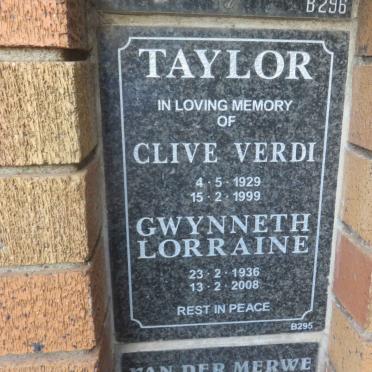 B296
TAYLOR
IN LOVING MEMORY
OF
CLIVE VERDI
4 · 5 · 1929
15 · 2 · 1999
GWYNNETH
LORRAINE
23 · 2 · 1936
13 · 2 · 2008
REST IN PEACE
B295
VAN DER MERWE